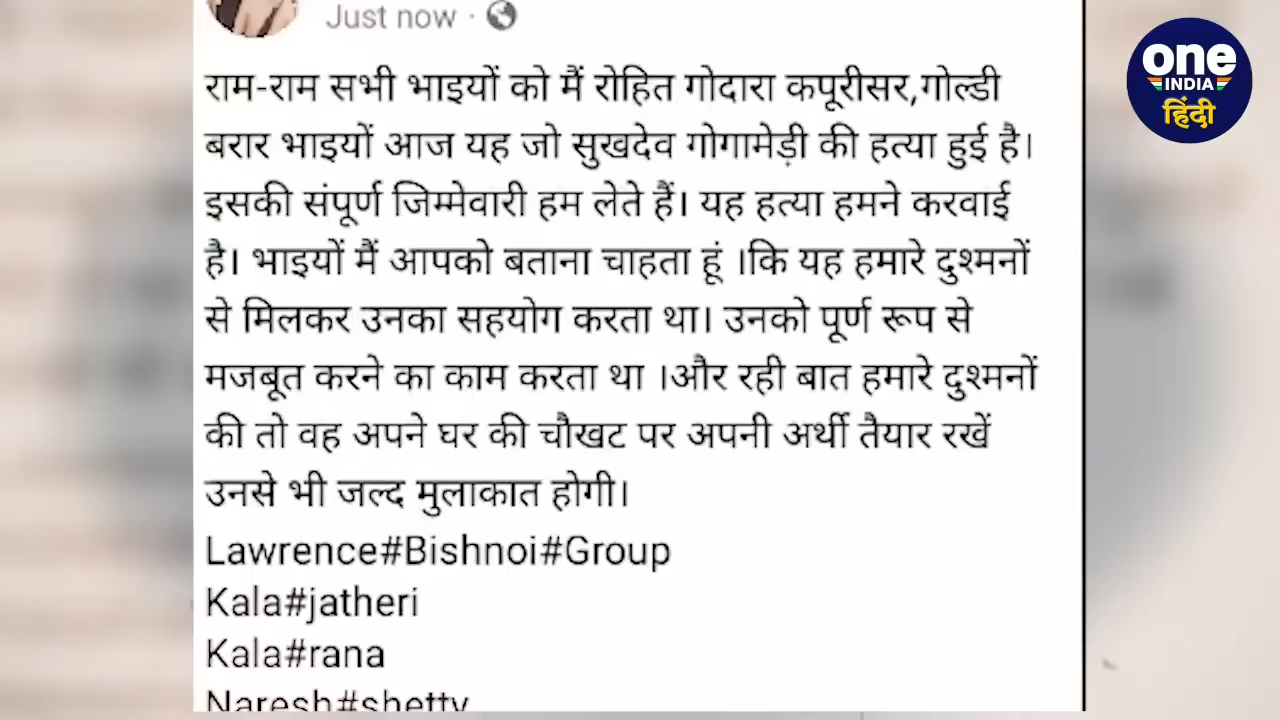 Just now ·
one
INDIA
हिंदी
राम-राम सभी भाइयों को मैं रोहित गोदारा कपूरीसर,गोल्डी
बरार भाइयों आज यह जो सुखदेव गोगामेड़ी की हत्या हुई है।
इसकी संपूर्ण जिम्मेवारी हम लेते हैं। यह हत्या हमने करवाई
है। भाइयों मैं आपको बताना चाहता हूं ।कि यह हमारे दुश्मनों
से मिलकर उनका सहयोग करता था। उनको पूर्ण रूप से
मजबूत करने का काम करता था ।और रही बात हमारे दुश्मनों
की तो वह अपने घर की चौखट पर अपनी अर्थी तैयार रखें
उनसे भी जल्द मुलाकात होगी।
Lawrence#Bishnoi#Group
Kala#jatheri
Kala#rana
Naresh#shetty